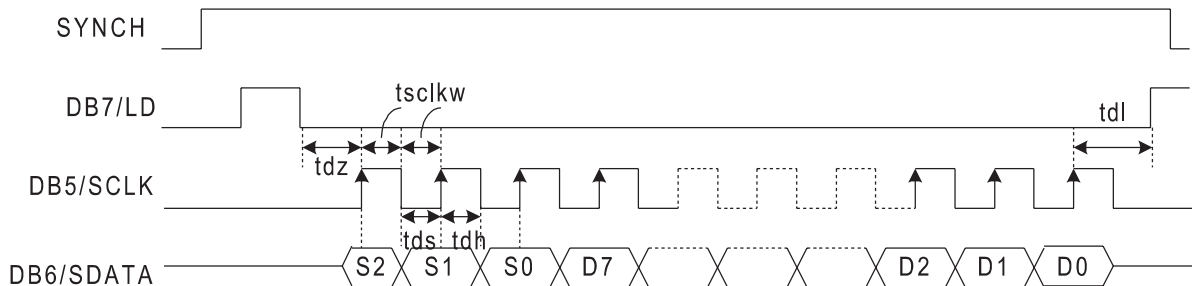 SYNCH
DB7/LD
tsclkw
tdl
tdz
DB5/SCLK
tds tdh
DB6/SDATA
S2 S1 S0 D7 D2 D1 D0